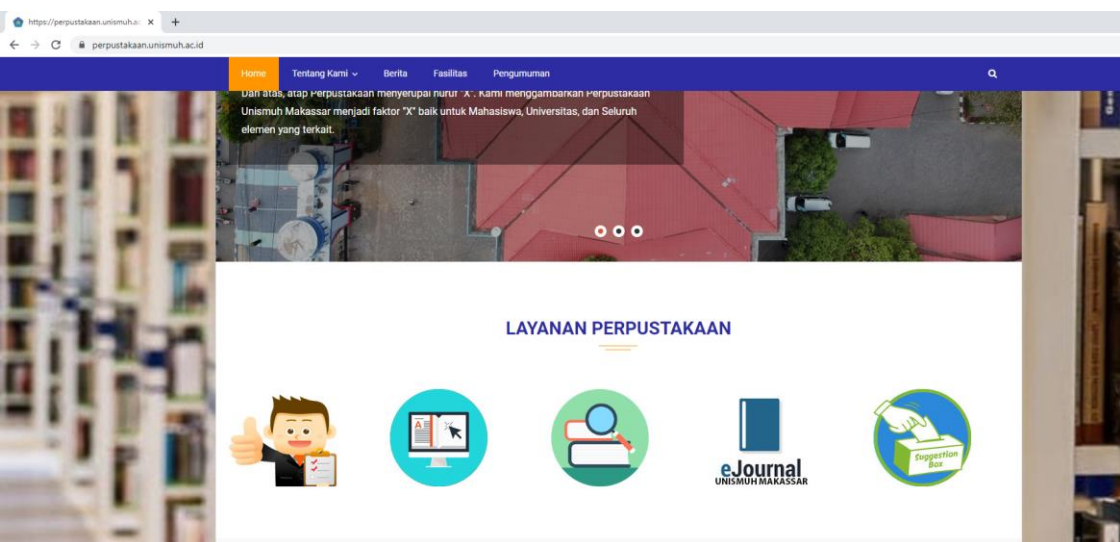 https://perpustakaan.unismuh.a
perpustakaan.unismuh.ac.id
Home Tentang Kami Berita Fasilitas Pengumuman
Dari atas, atap Perpustakaan menyerupai huruf "X". Kami menggambarkan Perpustakaan
Unismuh Makassar menjadi faktor "X" baik untuk Mahasiswa, Universitas, dan Seluruh
elemen yang terkait.
LAYANAN PERPUSTAKAAN
A
eJournal
UNISMUH MAKASSAR
Suggestion
Box